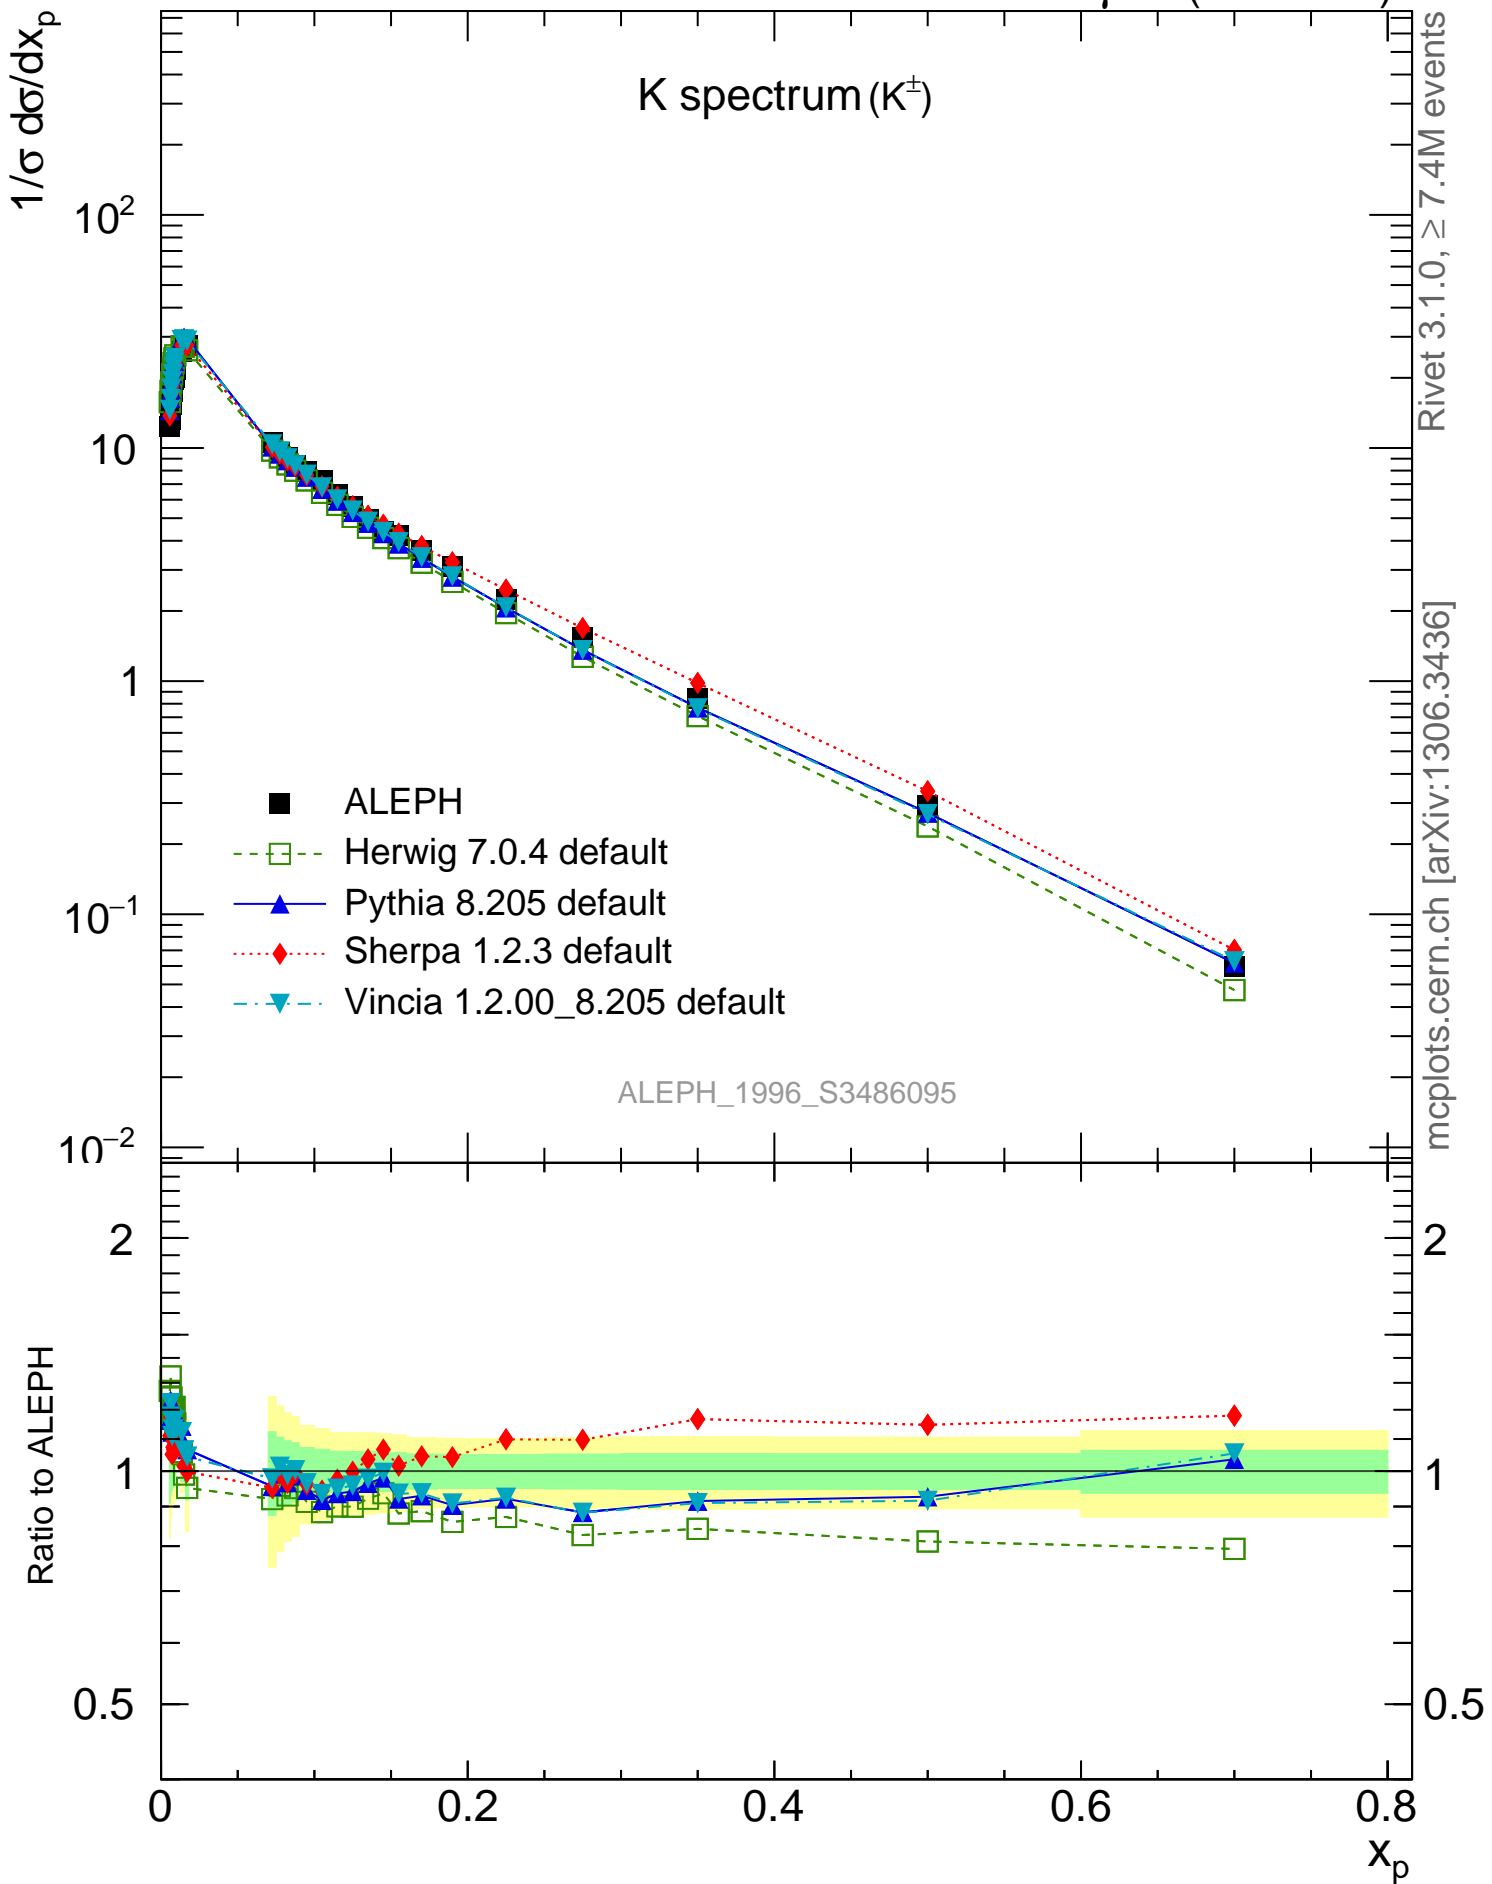 K spectrum (K±)
1/σ dσ/dxp
10²
10
1
10⁻¹
10⁻²
ALEPH
Herwig 7.0.4 default
Pythia 8.205 default
Sherpa 1.2.3 default
Vincia 1.2.00_8.205 default
ALEPH_1996_S3486095
Rivet 3.1.0, ≥ 7.4M events
mcplots.cern.ch [arXiv:1306.3436]
Ratio to ALEPH
2
1
0.5
2
1
0.5
0
0.2
0.4
0.6
0.8
xp